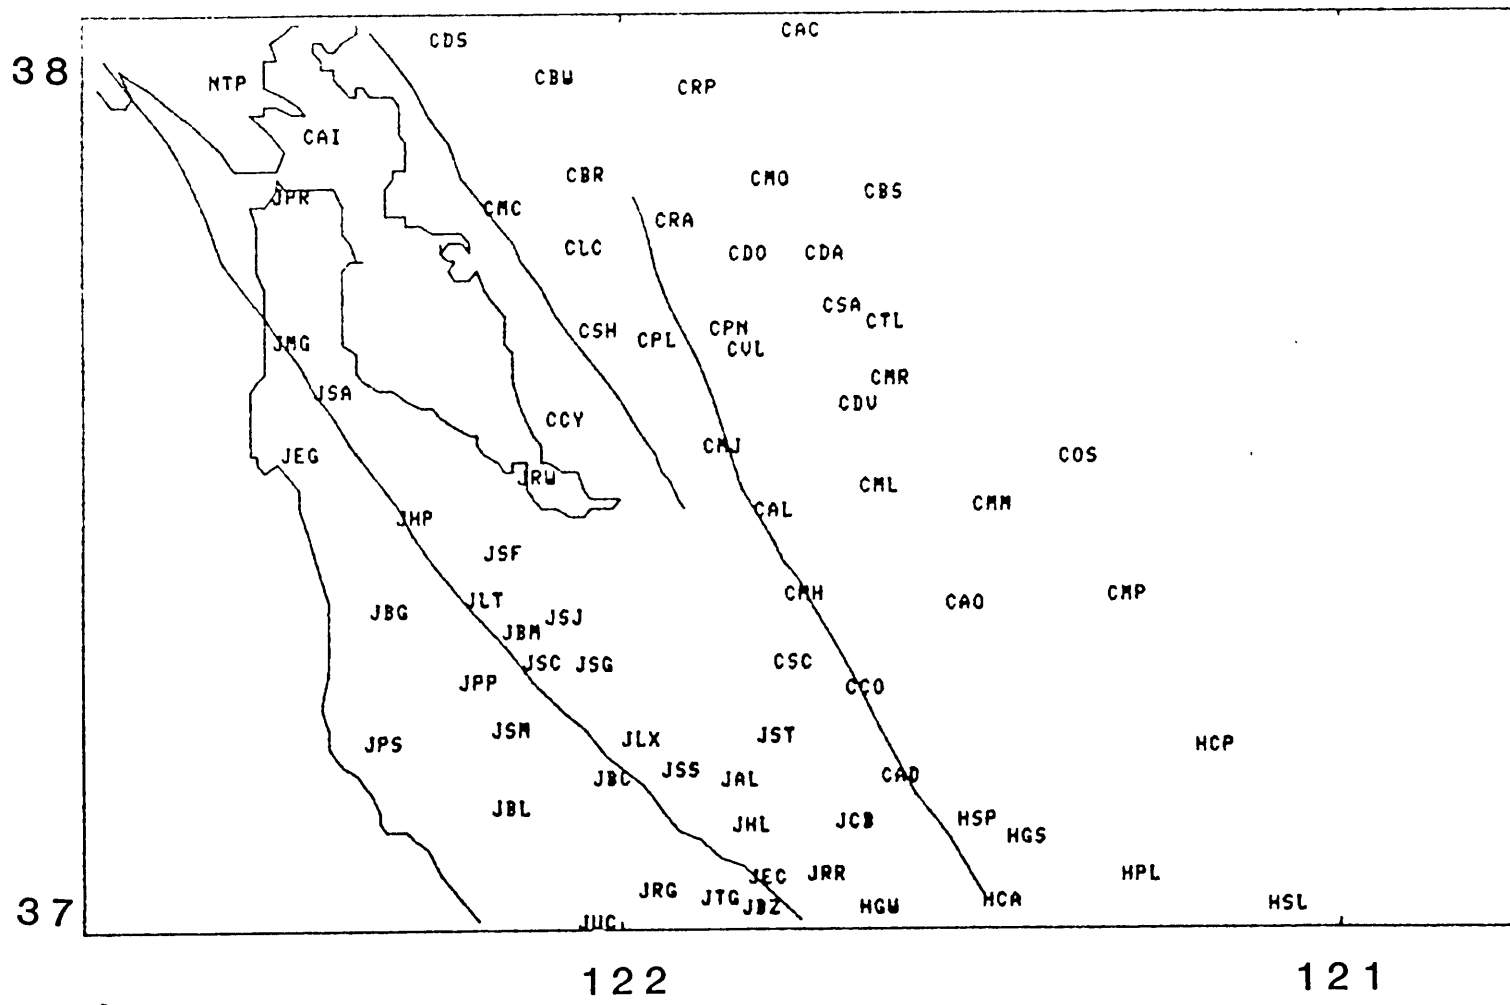 CAC
CDS
38
NTP
CBW
CRP
CAI
CBR
CMO
CBS
JPR
CMC
CRA
CLC
CDO
CDA
CSA
CTL
CSH
CPL
CPN
CVL
JMG
CMR
JSA
CDV
CCY
CMJ
JEG
COS
JRW
CML
CMM
CAL
JHP
JSF
CMH
CMP
JLT
CAO
JBG
JSJ
JBM
JSC
JSG
CSC
JPP
CCO
JSM
JLX
JST
JPS
HCP
JSS
JBC
JAL
CAD
JBL
JHL
JCB
HSP
HGS
JEC
JRR
HPL
JRG
JTG
JBZ
HGW
HCA
HSL
37
JUC
122
121